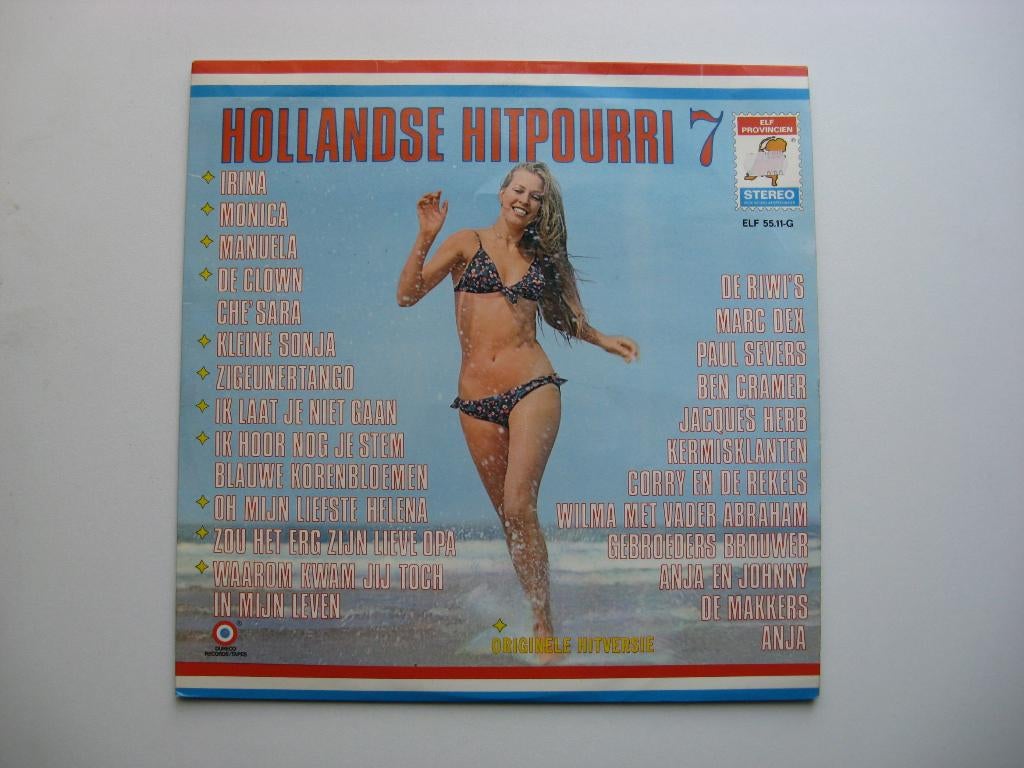 HOLLANDSE HITPOURRI 7
ELF
PROVINCIEN
STEREO
ELF 55.11-G
IRINA
MONICA
MANUELA
DE CLOWN
CHE'SARA
KLEINE SONJA
ZIGEUNERTANGO
IK LAAT JE NIET GAAN
IK HOOR NOG JE STEM
BLAUWE KORENBLOEMEN
OH MIJN LIEFSTE HELENA
ZOU HET ERG ZIJN LIEVE OPA
WAAROM KWAM JIJ TOCH
IN MIJN LEVEN
DE RIWI'S
MARC DEX
PAUL SEVERS
BEN CRAMER
JACQUES HERB
KERMISKLANTEN
CORRY EN DE REKELS
WILMA MET VADER ABRAHAM
GEBROEDERS BROUWER
ANJA EN JOHNNY
DE MAKKERS
ANJA
ORIGINELE HITVERSIE
®
DURECO
RECORDS/TAPES